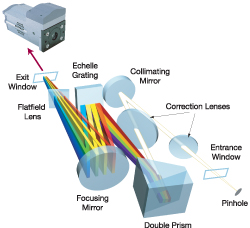 Echelle
Grating
Collimating
Mirror
Exit
Window
Correction Lenses
Flatfield
Lens
Entrance
Window
Focusing
Mirror
Pinhole
Double Prism